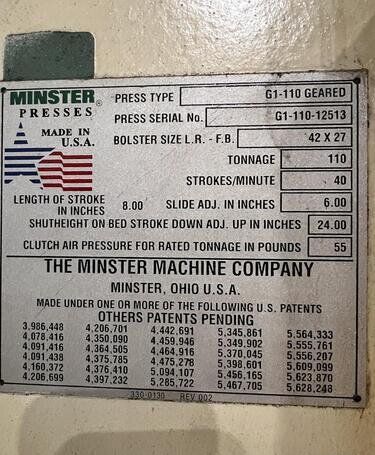 MINSTER® PRESS TYPE G1-110 GEARED
PRESSES PRESS SERIAL No. G1-110-12513
MADE IN U.S.A. BOLSTER SIZE L.R. - F.B. 42 X 27
TONNAGE 110
STROKES/MINUTE 40
LENGTH OF STROKE IN INCHES 8.00 SLIDE ADJ. IN INCHES 6.00
SHUTHEIGHT ON BED STROKE DOWN ADJ. UP IN INCHES 24.00
CLUTCH AIR PRESSURE FOR RATED TONNAGE IN POUNDS 55
THE MINSTER MACHINE COMPANY
MINSTER, OHIO U.S.A.
MADE UNDER ONE OR MORE OF THE FOLLOWING U.S. PATENTS
OTHERS PATENTS PENDING
3,986,448 4,206,701 4,442,691 5,345,861 5,564,333
4,078,416 4,350,090 4,459,946 5,349,902 5,555,761
4,091,416 4,364,505 4,464,916 5,370,045 5,556,207
4,091,438 4,375,785 4,475,278 5,398,601 5,609,099
4,160,372 4,376,410 5,094,107 5,456,165 5,623,870
4,206,699 4,397,232 5,285,722 5,467,705 5,628,248
330-0130 REV 002